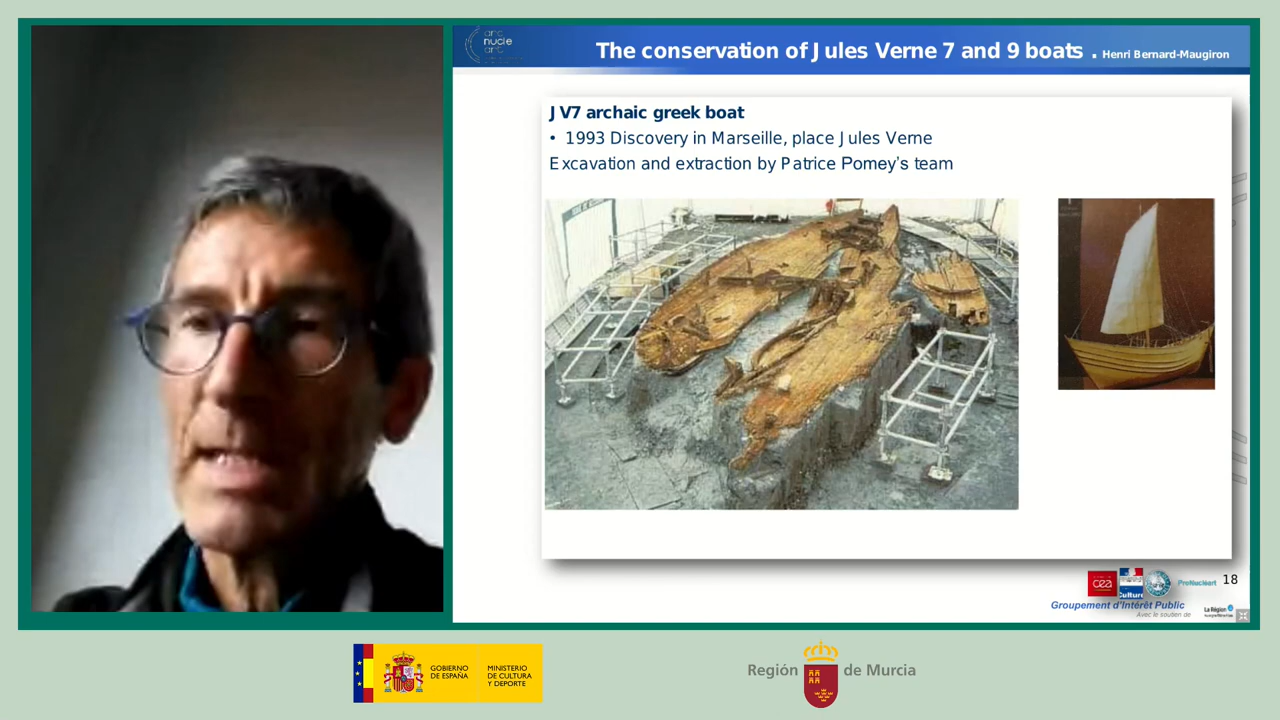 arc
nucle
art
The conservation of Jules Verne 7 and 9 boats . Henri Bernard-Maugiron
JV7 archaic greek boat
• 1993 Discovery in Marseille, place Jules Verne
Excavation and extraction by Patrice Pomey's team
cea
Culture
ProNucléart
18
Groupement d'Intérêt Public
Avec le soutien de
La Région
GOBIERNO
DE ESPAÑA
MINISTERIO
DE CULTURA
Y DEPORTE
Región de Murcia